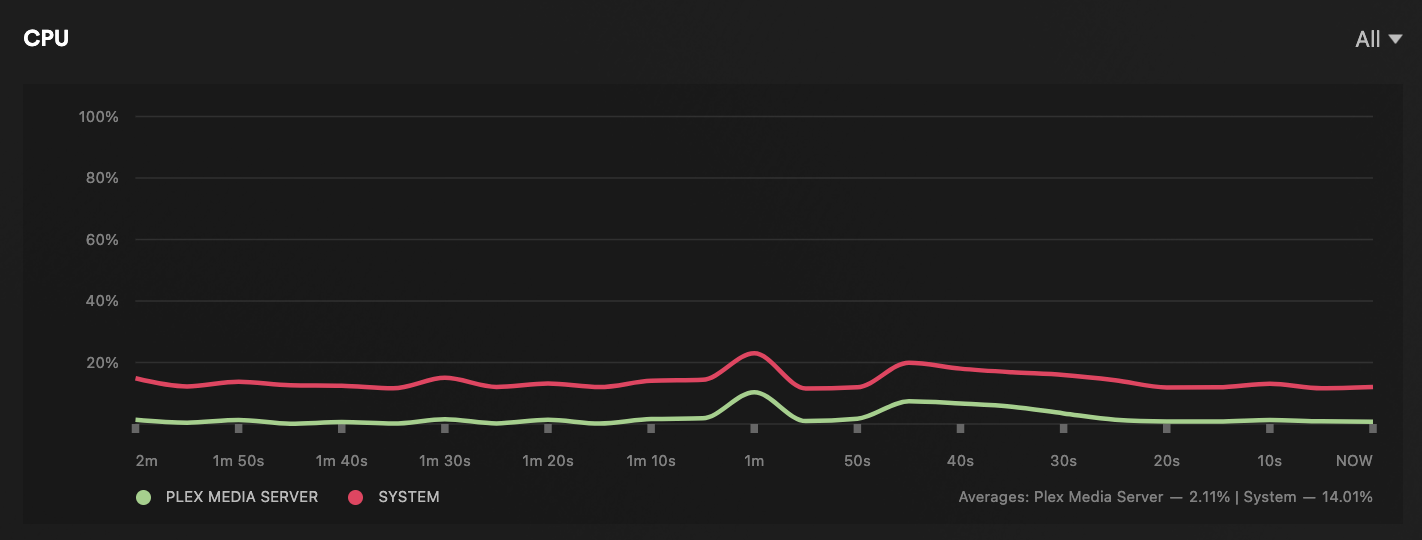 CPU
All
100%
80%
60%
40%
20%
2m 1m 50s 1m 40s 1m 30s 1m 20s 1m 10s 1m 50s 40s 30s 20s 10s NOW
PLEX MEDIA SERVER SYSTEM Averages: Plex Media Server — 2.11% | System — 14.01%